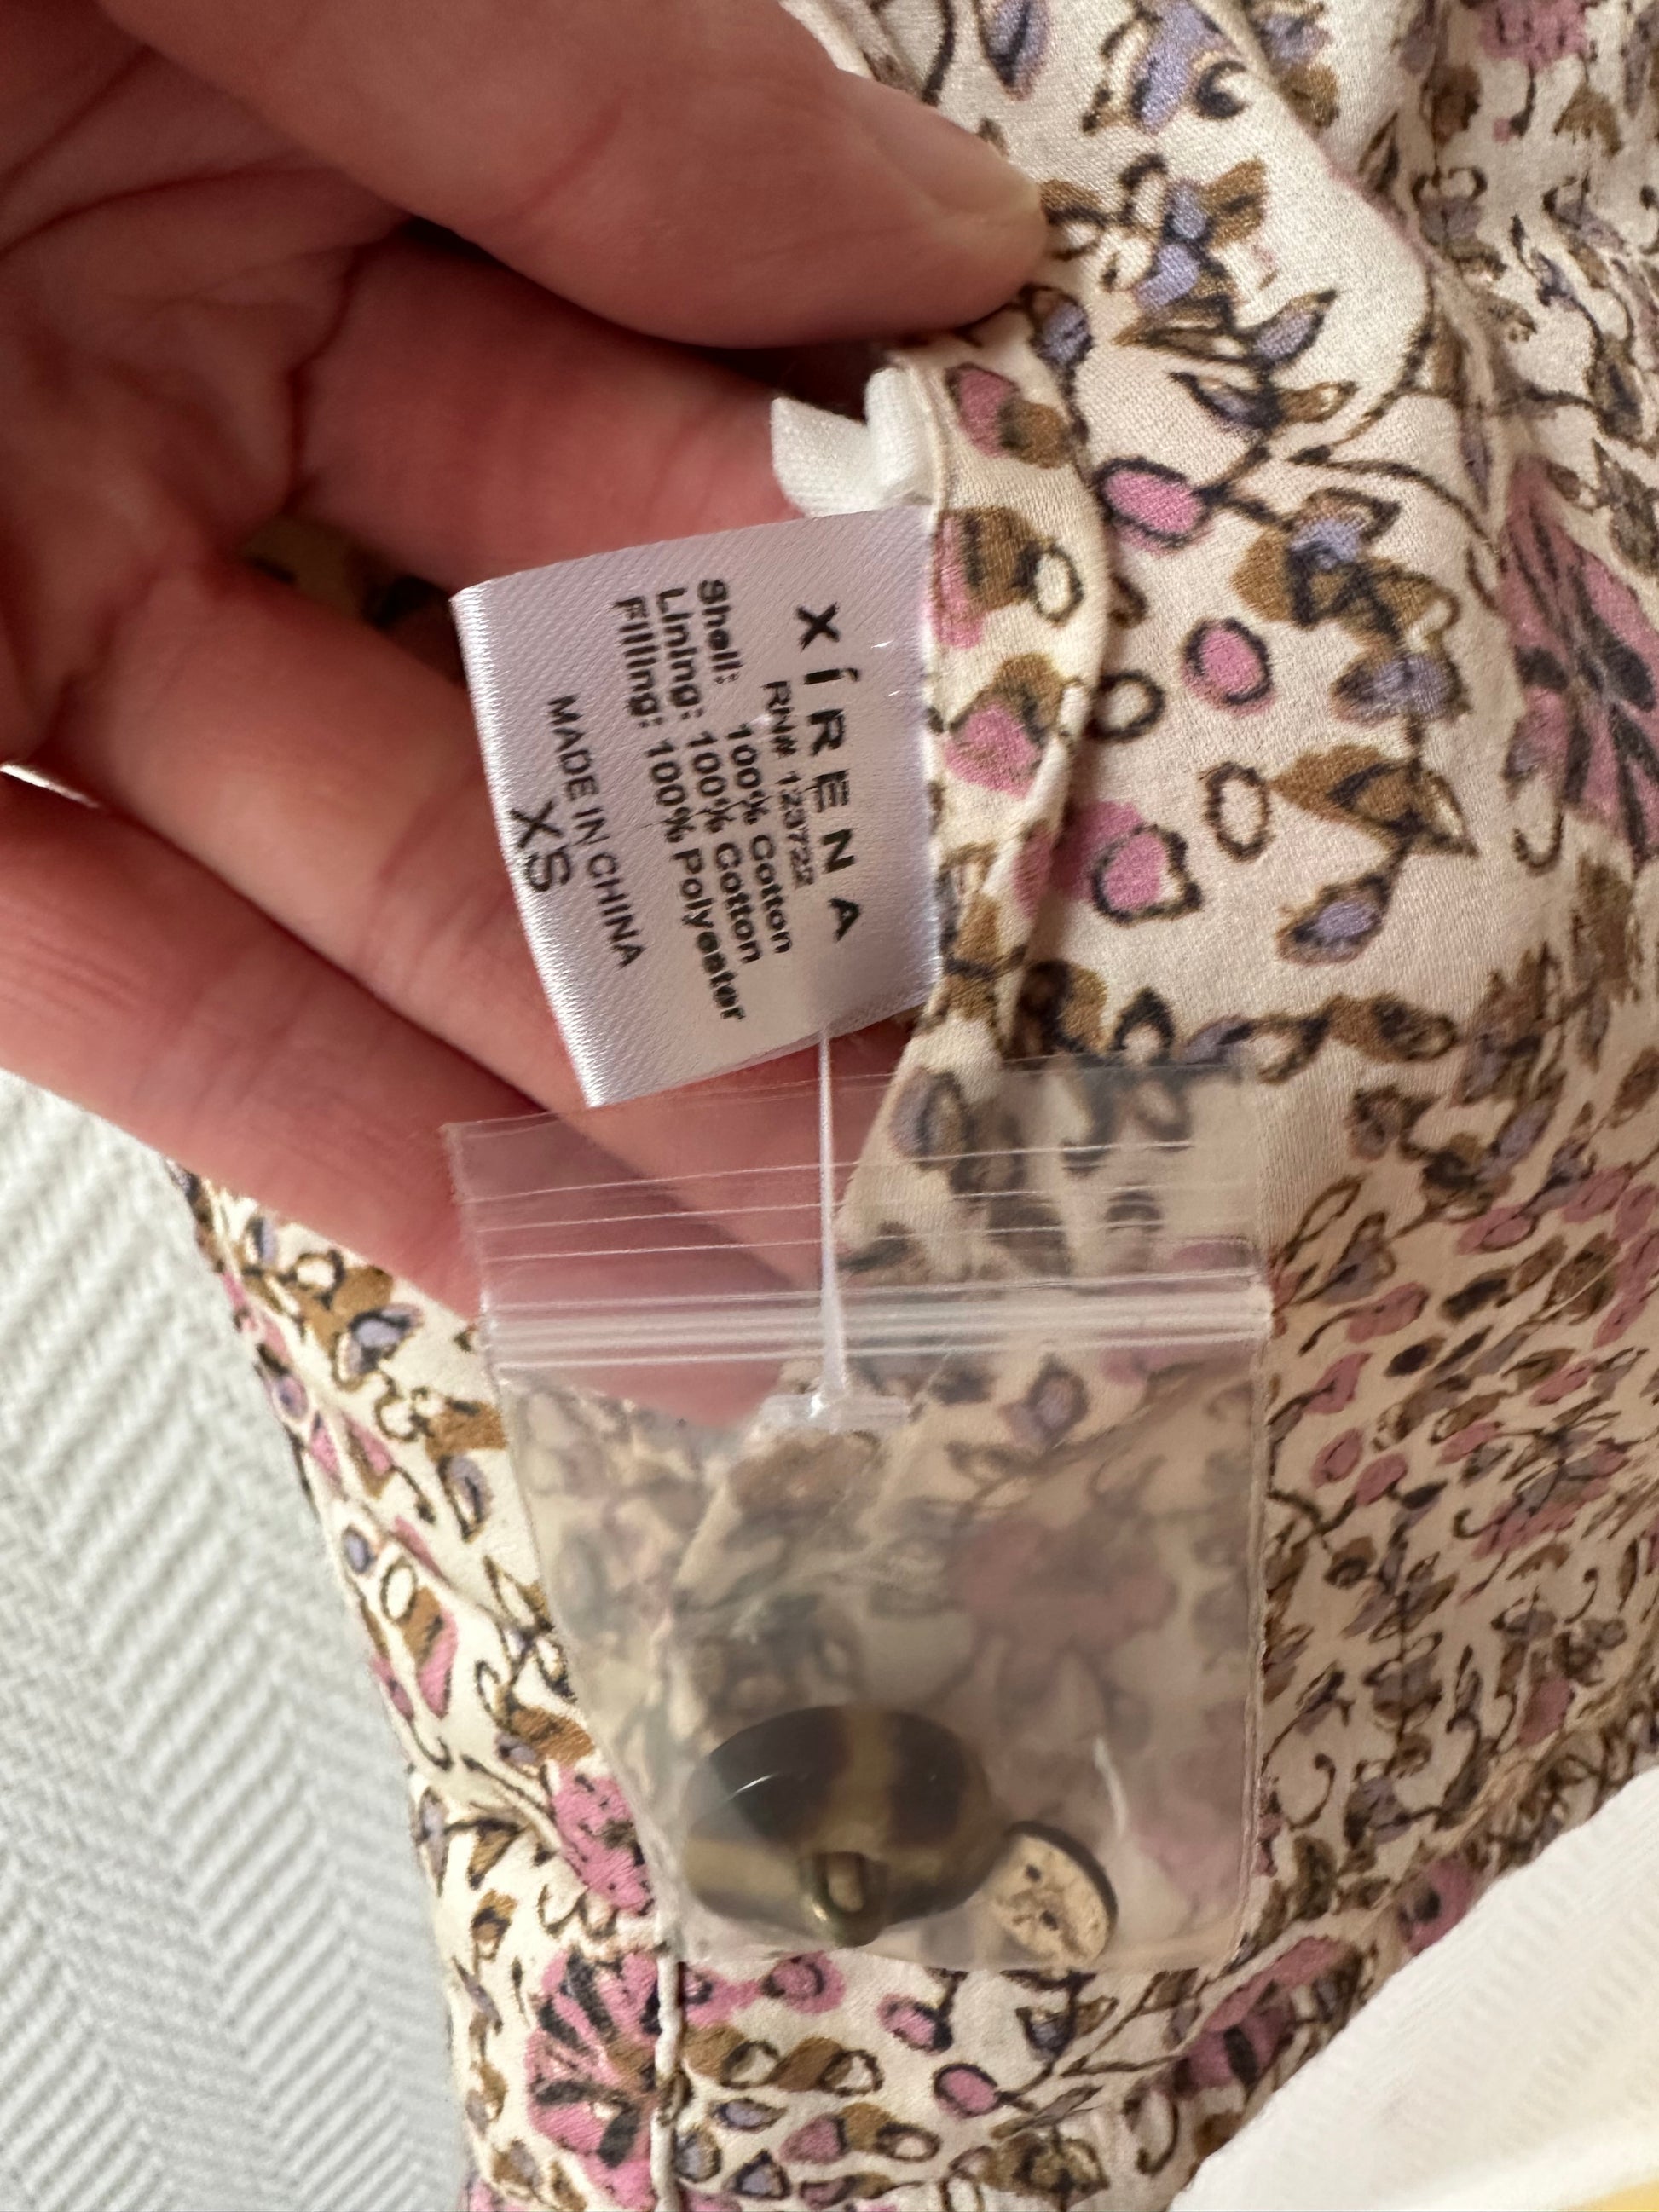 XíRENA
RN# 123722
Shell: 100% Cotton
Lining: 100% Cotton
Filling: 100% Polyester
MADE IN CHINA
XS